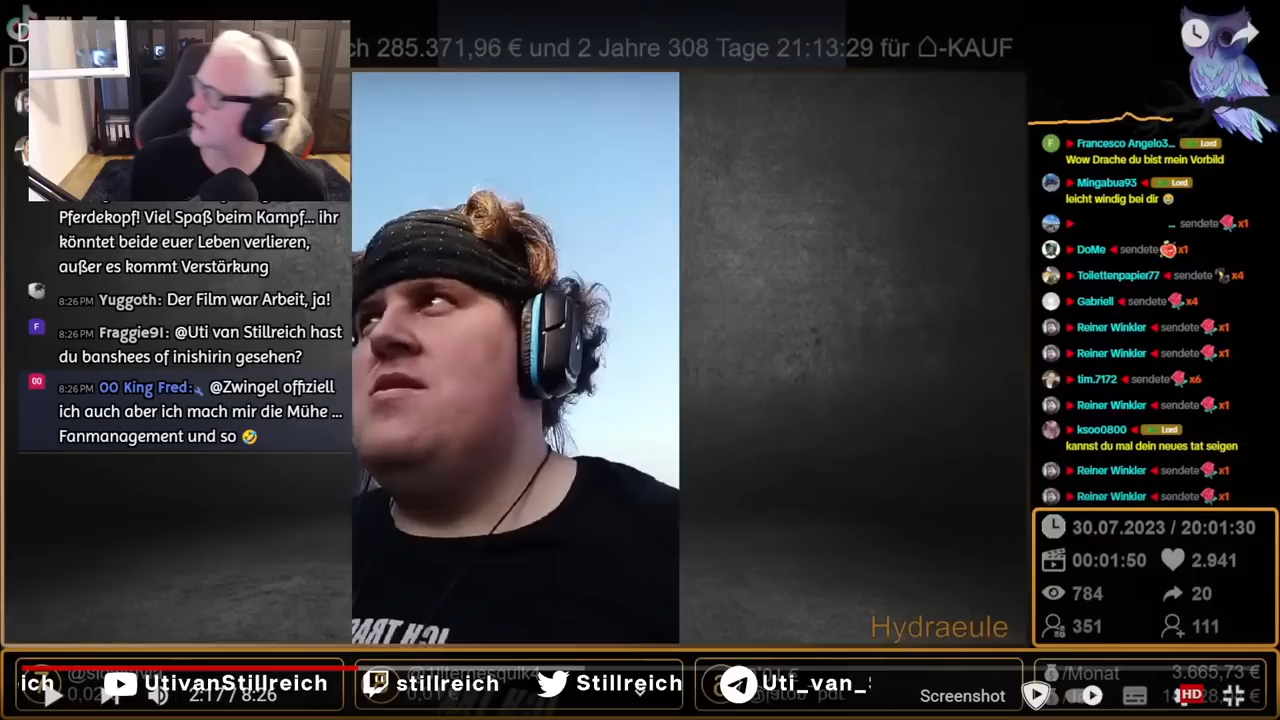 285.371,96 € und 2 Jahre 308 Tage 21:13:29 für ⌂-KAUF
Pferdekopf! Viel Spaß beim Kampf... ihr
könntet beide euer Leben verlieren,
außer es kommt Verstärkung
8:26 PM Yuggoth: Der Film war Arbeit, ja!
F
8:26 PM Fraggie91: @Uti van Stillreich hast
du banshees of inishirin gesehen?
00
8:26 PM 00 King Fred: @Zwingel offiziell
ich auch aber ich mach mir die Mühe ...
Fanmanagement und so
ICH TRA
Hydraeule
F
Francesco Angelo3... Lord
Wow Drache du bist mein Vorbild
Mingabua93 Lord
leicht windig bei dir
... sendete x1
DoMe sendete x1
Toilettenpapier77 sendete x4
Gabriell sendete x4
Reiner Winkler sendete x1
Reiner Winkler sendete x1
tim.7172 sendete x6
Reiner Winkler sendete x1
ksoo0800 Lord
kannst du mal dein neues tat seigen
Reiner Winkler sendete x1
Reiner Winkler sendete x1
30.07.2023 / 20:01:30
00:01:50 2.941
784 20
351 111
/Monat 3.665,73 €
ich UtivanStillreich stillreich Stillreich Uti_van_
2:17 / 8:26
Screenshot
HD